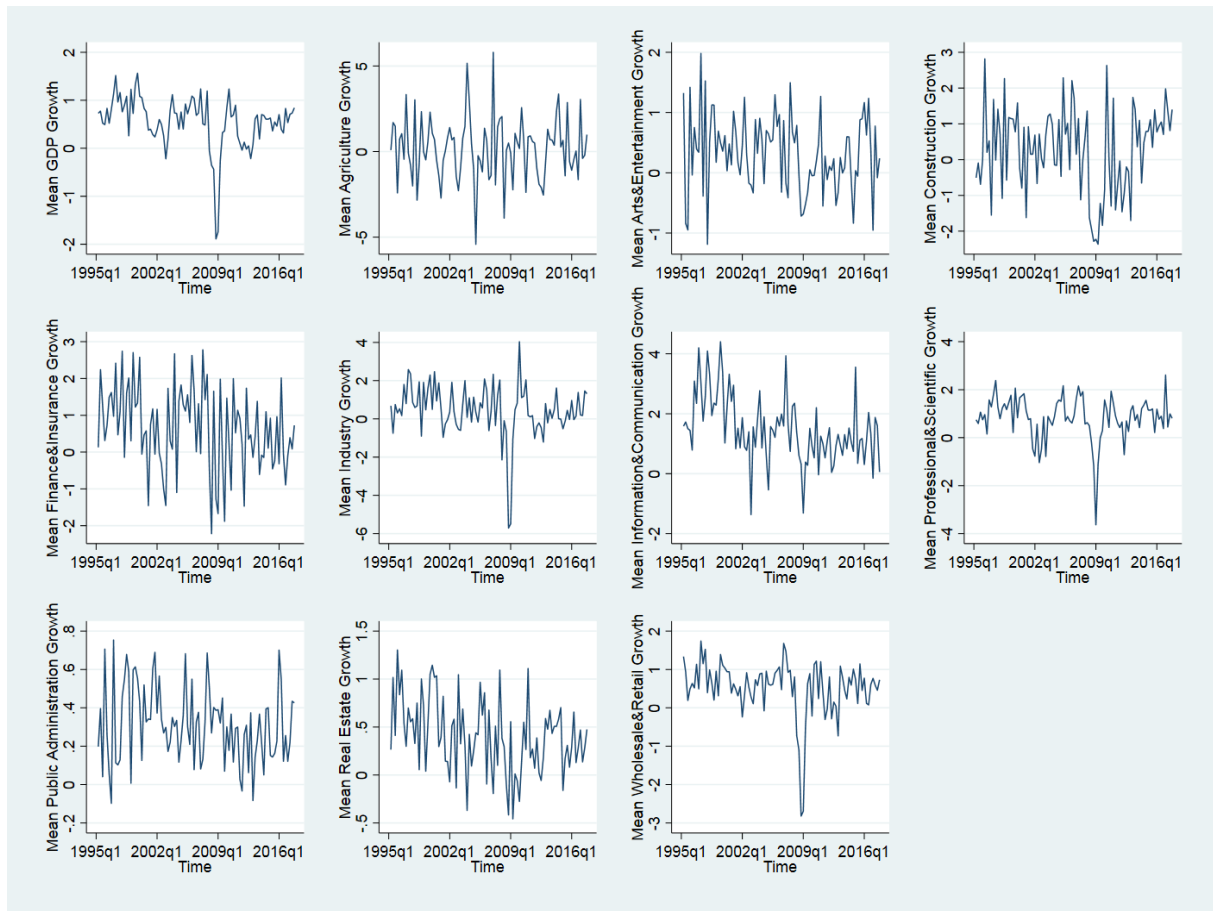 Mean GDP Growth
2
1
0
-1
-2
1995q1 2002q1 2009q1 2016q1
Time
Mean Agriculture Growth
5
0
-5
1995q1 2002q1 2009q1 2016q1
Time
Mean Arts&Entertainment Growth
2
1
0
-1
1995q1 2002q1 2009q1 2016q1
Time
Mean Construction Growth
3
2
1
0
-1
-2
1995q1 2002q1 2009q1 2016q1
Time
Mean Finance&Insurance Growth
3
2
1
0
-1
-2
1995q1 2002q1 2009q1 2016q1
Time
Mean Industry Growth
4
2
0
-2
-4
-6
1995q1 2002q1 2009q1 2016q1
Time
Mean Information&Communication Growth
4
2
0
-2
1995q1 2002q1 2009q1 2016q1
Time
Mean Professional&Scientific Growth
4
2
0
-2
-4
1995q1 2002q1 2009q1 2016q1
Time
Mean Public Administration Growth
.8
.6
.4
.2
0
-.2
1995q1 2002q1 2009q1 2016q1
Time
Mean Real Estate Growth
1.5
1
.5
0
-.5
1995q1 2002q1 2009q1 2016q1
Time
Mean Wholesale&Retail Growth
2
1
0
-1
-2
-3
1995q1 2002q1 2009q1 2016q1
Time